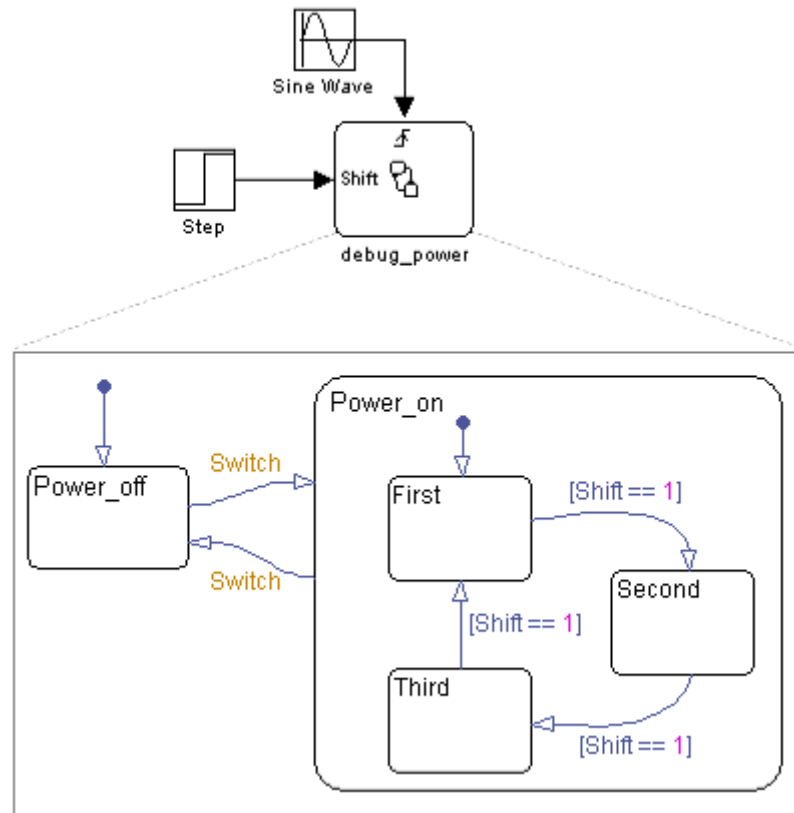 Sine Wave
Shift
Step
debug_power
Power_on
Switch
Power_off
First
[Shift == 1]
Switch
Second
[Shift == 1]
Third
[Shift == 1]